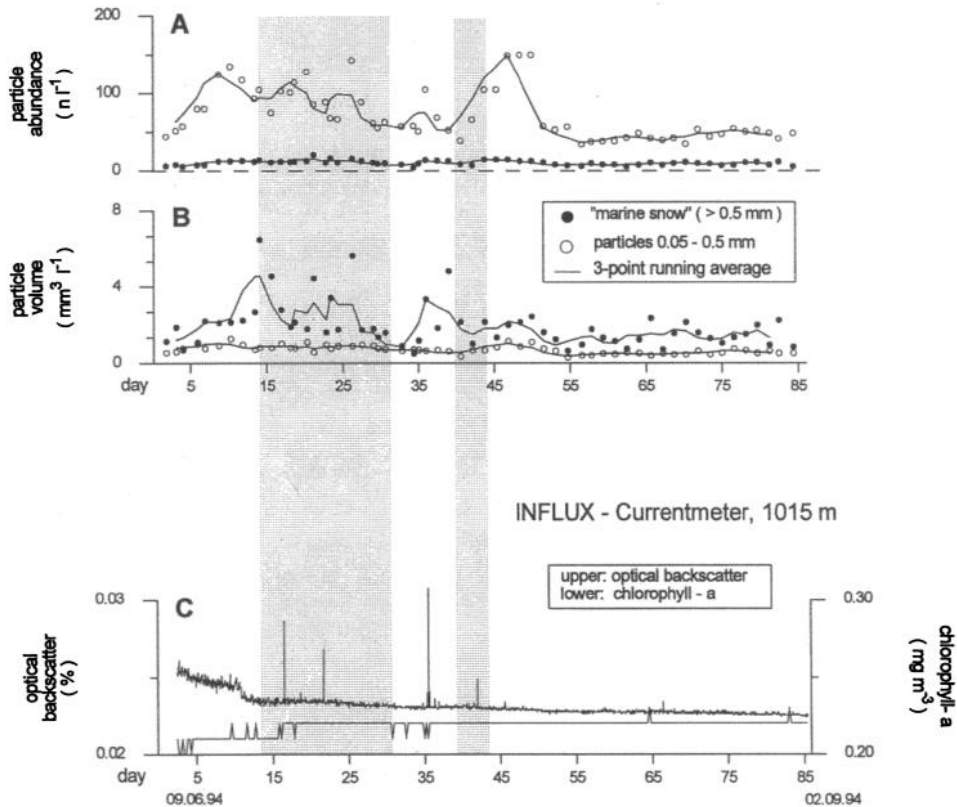 A
200
100
0
particle
abundance
( n l⁻¹ )
B
8
4
0
particle
volume
( mm³ l⁻¹ )
"marine snow" ( > 0.5 mm )
particles 0.05 - 0.5 mm
3-point running average
day 5 15 25 35 45 55 65 75 85
INFLUX - Currentmeter, 1015 m
upper: optical backscatter
lower: chlorophyll - a
C
0.03
0.02
optical
backscatter
( % )
0.30
0.20
chlorophyll- a
( mg m⁻³ )
day 5 15 25 35 45 55 65 75 85
09.06.94 02.09.94